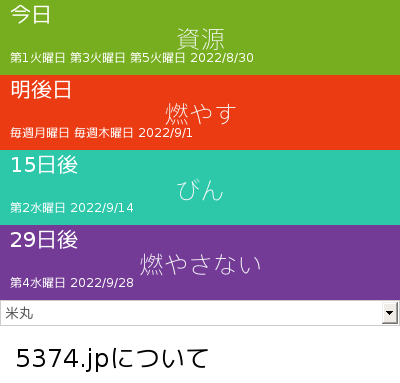 今日
資源
第1火曜日 第3火曜日 第5火曜日 2022/8/30
明後日
燃やす
毎週月曜日 毎週木曜日 2022/9/1
15日後
びん
第2水曜日 2022/9/14
29日後
燃やさない
第4水曜日 2022/9/28
米丸
5374.jpについて